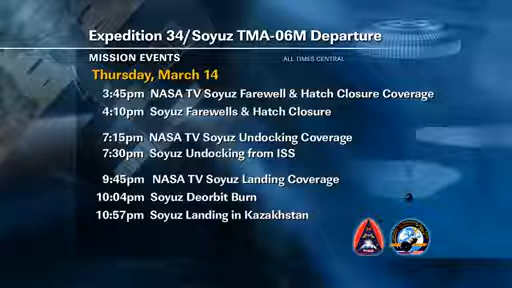 Expedition 34/Soyuz TMA-06M Departure
MISSION EVENTS ALL TIMES CENTRAL
Thursday, March 14
3:45pm NASA TV Soyuz Farewell & Hatch Closure Coverage
4:10pm Soyuz Farewells & Hatch Closure
7:15pm NASA TV Soyuz Undocking Coverage
7:30pm Soyuz Undocking from ISS
9:45pm NASA TV Soyuz Landing Coverage
10:04pm Soyuz Deorbit Burn
10:57pm Soyuz Landing in Kazakhstan